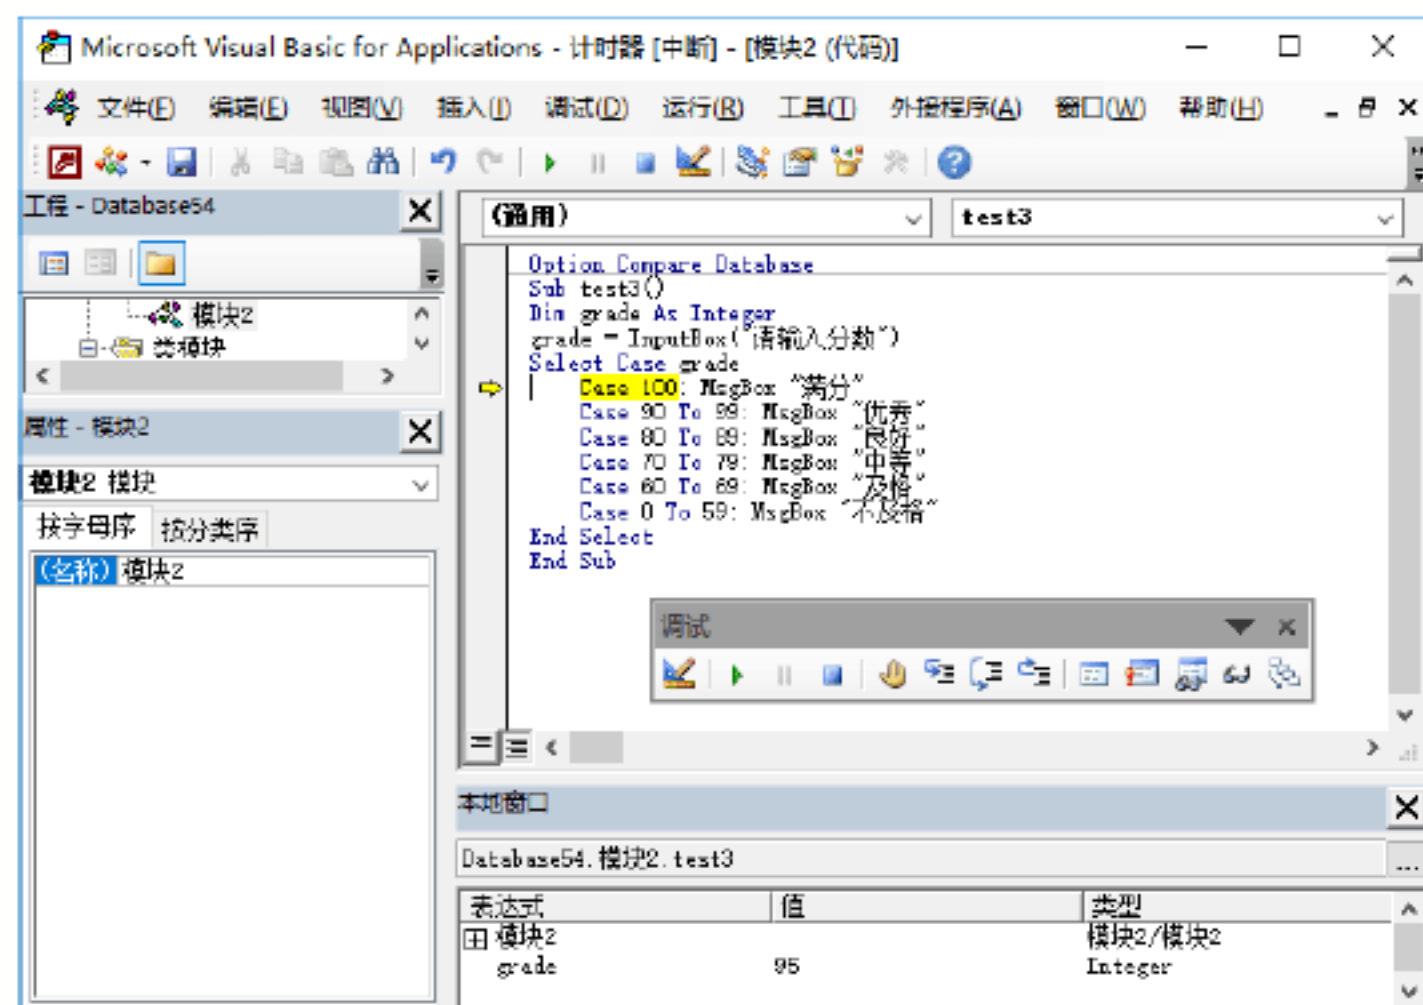 Microsoft Visual Basic for Applications - 计时器 [中断] - [模块2 (代码)]
文件(F) 编辑(E) 视图(V) 插入(I) 调试(D) 运行(R) 工具(T) 外接程序(A) 窗口(W) 帮助(H)
工程 - Database54
(通用)
test3
模块2
类模块
属性 - 模块2
模块2 模块
按字母序 按分类序
(名称) 模块2
Option Compare Database
Sub test3()
Dim grade As Integer
grade = InputBox("请输入分数")
Select Case grade
Case 100: MsgBox "满分"
Case 90 To 99: MsgBox "优秀"
Case 80 To 89: MsgBox "良好"
Case 70 To 79: MsgBox "中等"
Case 60 To 69: MsgBox "及格"
Case 0 To 59: MsgBox "不及格"
End Select
End Sub
调试
本地窗口
Database54.模块2.test3
...
表达式 值 类型
模块2 模块2/模块2
grade 95 Integer